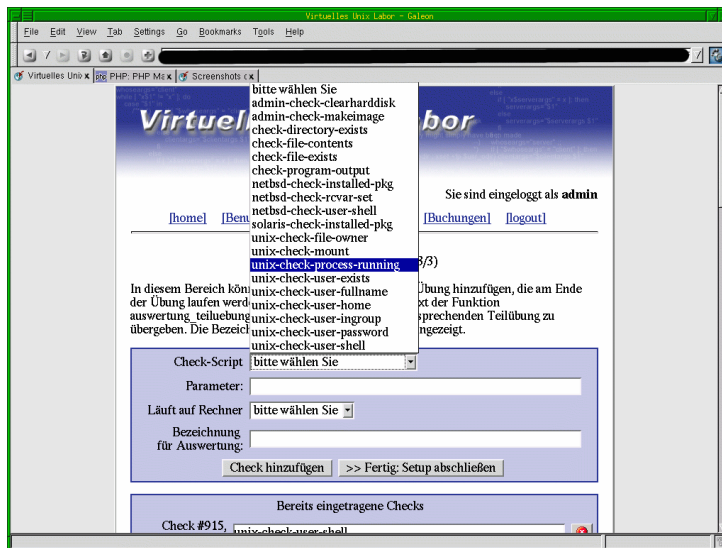 Virtuelles Unix Labor - Galeon
File Edit View Tab Settings Go Bookmarks Tools Help
Virtuelles Unix PHP: PHP Ma Screenshots
Virtuel bor
bitte wählen Sie
admin-check-clearharddisk
admin-check-makeimage
check-directory-exists
check-file-contents
check-file-exists
check-program-output
netbsd-check-installed-pkg
netbsd-check-rcvar-set
netbsd-check-user-shell
solaris-check-installed-pkg
unix-check-file-owner
unix-check-mount
unix-check-process-running
unix-check-user-exists
unix-check-user-fullname
unix-check-user-home
unix-check-user-ingroup
unix-check-user-password
unix-check-user-shell
Sie sind eingeloggt als admin
[home] [Ben [Buchungen] [logout]
3/3)
In diesem Bereich kön Übung hinzufügen, die am Ende
der Übung laufen werd xt der Funktion
auswertung_teiluebung sprechenden Teilübung zu
übergeben. Die Bezeich ngezeigt.
Check-Script bitte wählen Sie
Parameter:
Läuft auf Rechner bitte wählen Sie
Bezeichnung
für Auswertung:
Check hinzufügen >> Fertig: Setup abschließen
Bereits eingetragene Checks
Check #915, unix-check-user-shell